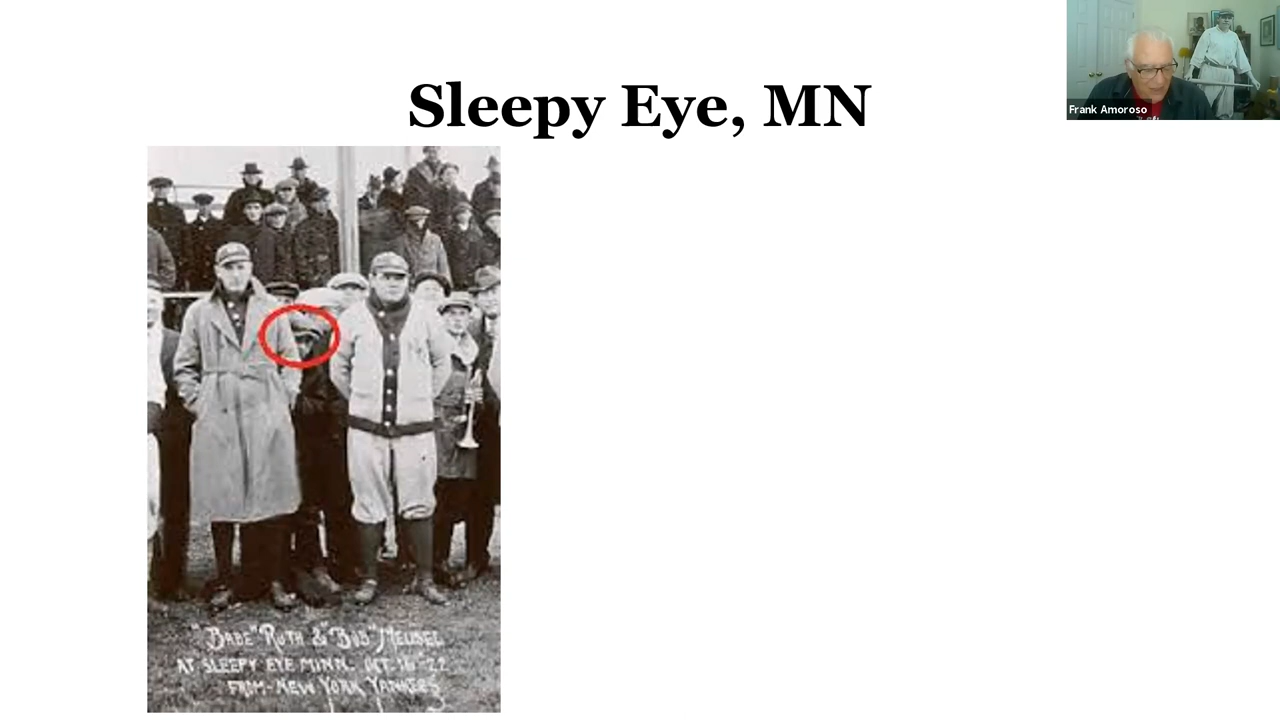 Sleepy Eye, MN
Frank Amoroso
"BABE" RUTH & "BOB" MEUSEL
AT SLEEPY EYE MINN. OCT. 16-22
FROM-NEW YORK YANKEES